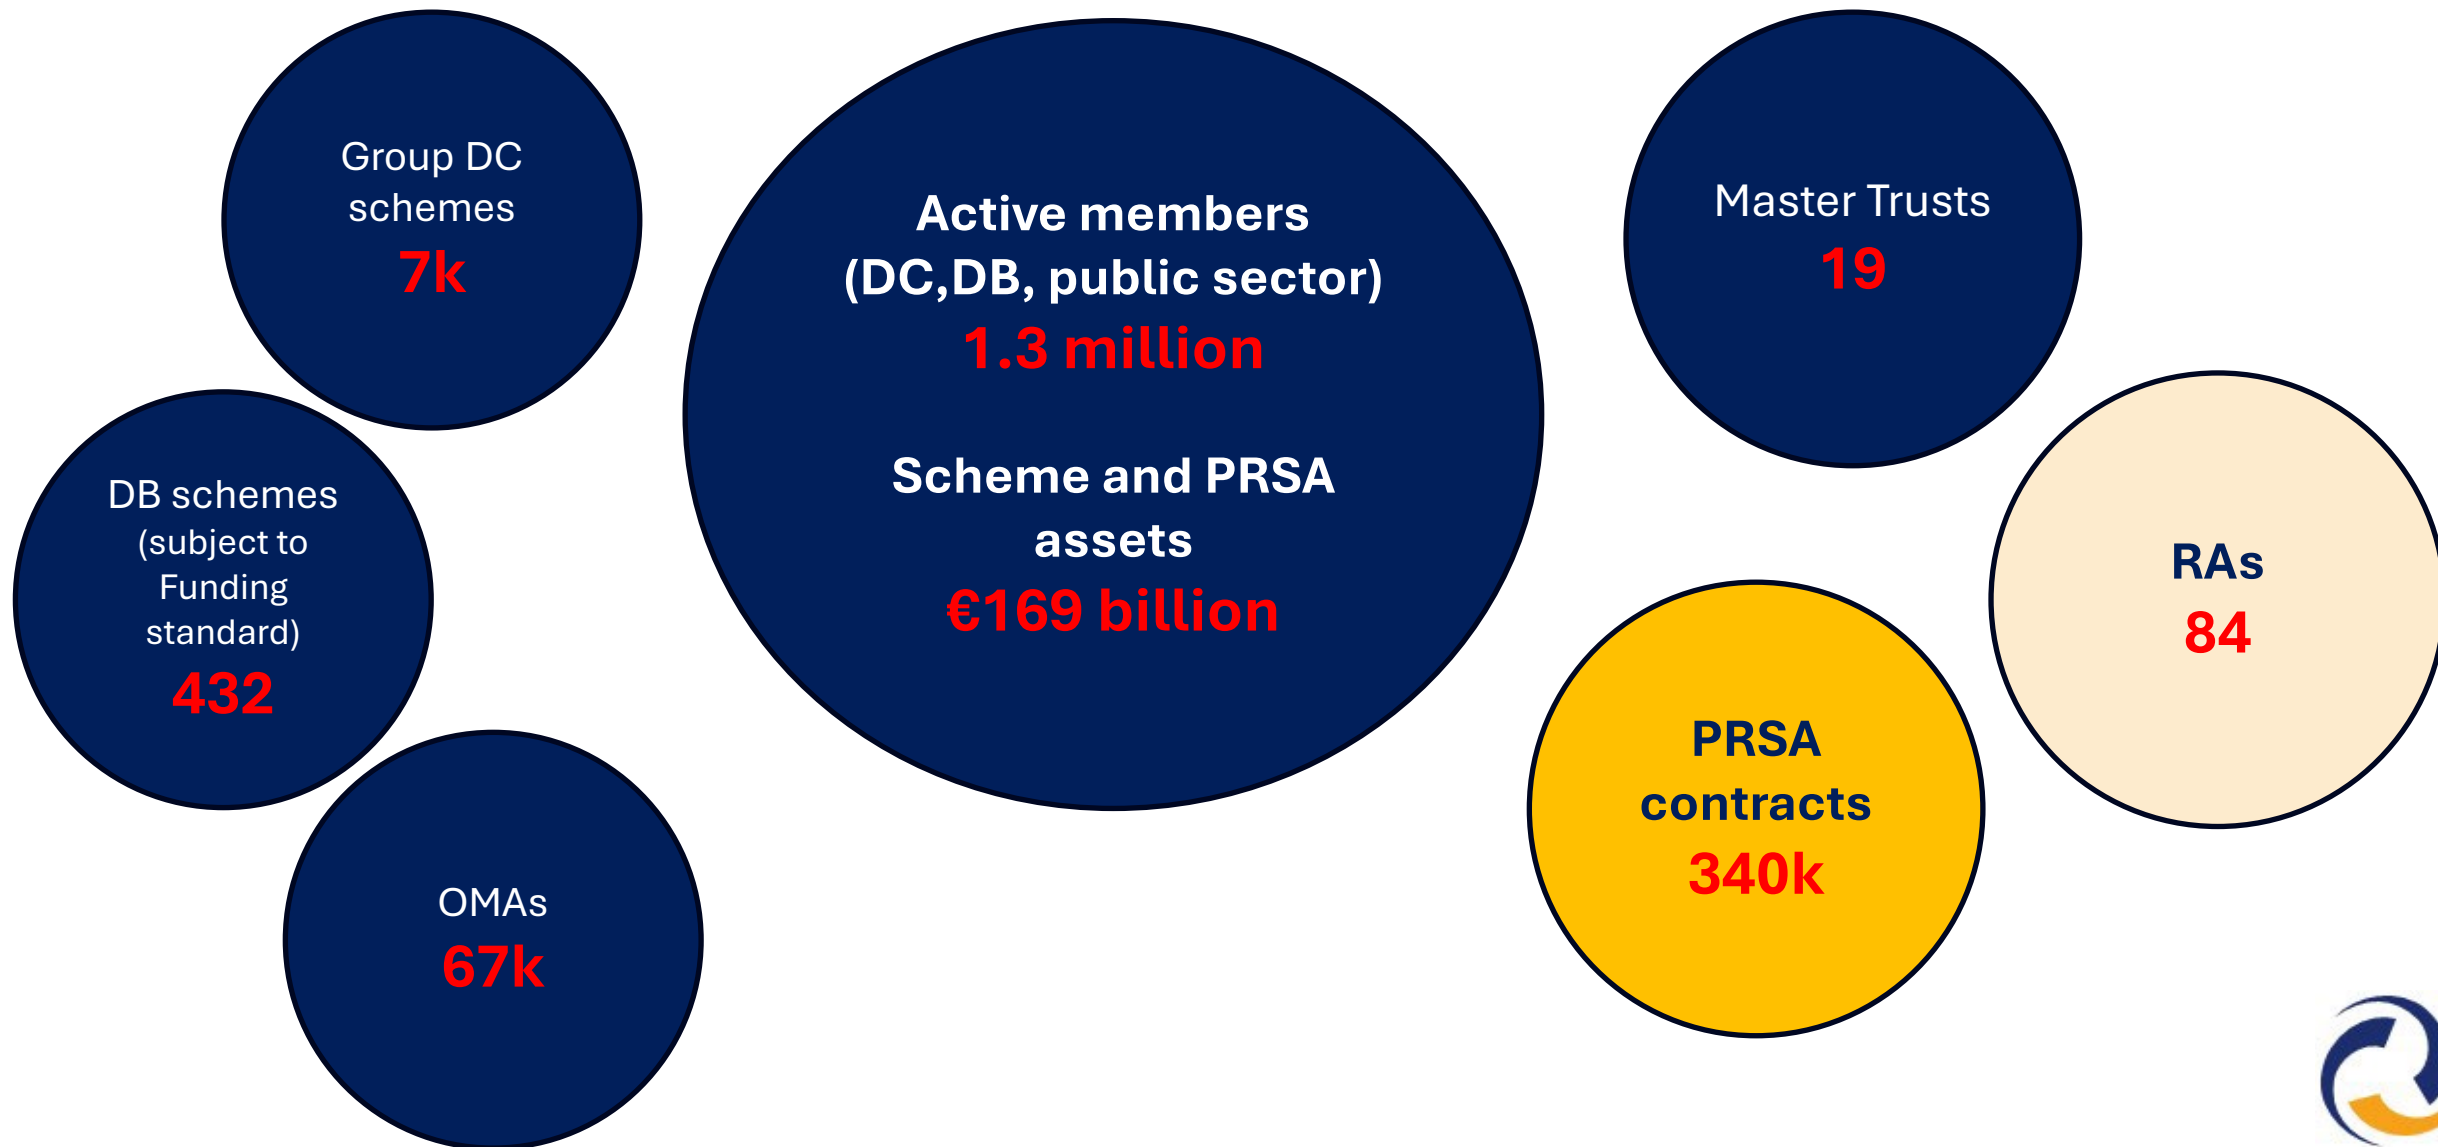 Group DC
schemes
7k
DB schemes
(subject to
Funding
standard)
432
OMAs
67k
Active members
(DC,DB, public sector)
1.3 million
Scheme and PRSA
assets
€169 billion
Master Trusts
19
RAs
84
PRSA
contracts
340k